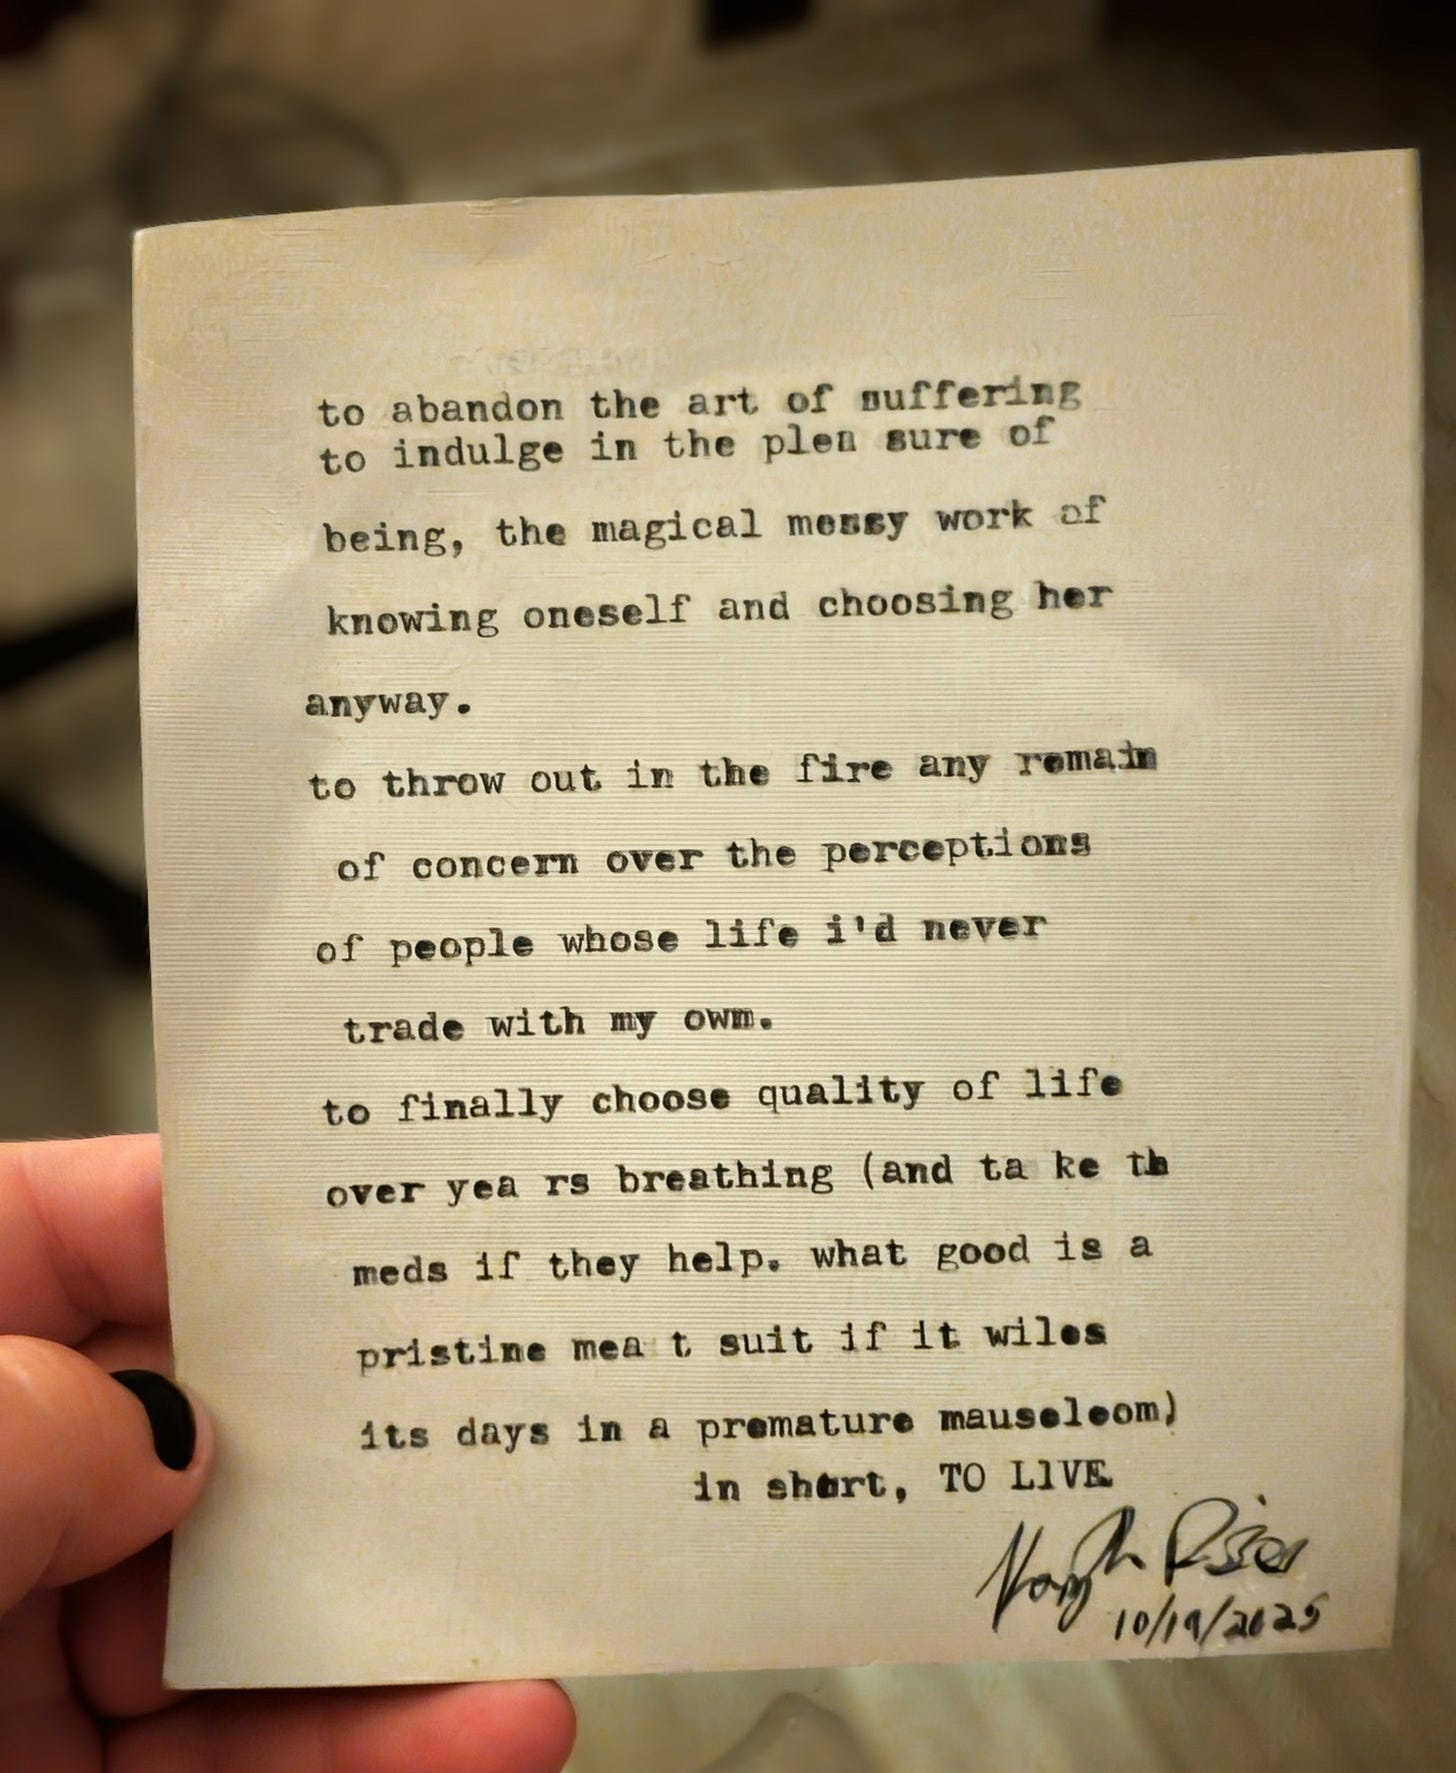 to abandon the art of suffering
to indulge in the plea sure of
being, the magical messy work of
knowing oneself and choosing her
anyway.
to throw out in the fire any remain
of concern over the perceptions
of people whose life i'd never
trade with my own.
to finally choose quality of life
over yea rs breathing (and ta ke th
meds if they help. what good is a
pristine mea t suit if it wiles
its days in a premature mauseleom)
in short, TO LIVE
10/19/2025